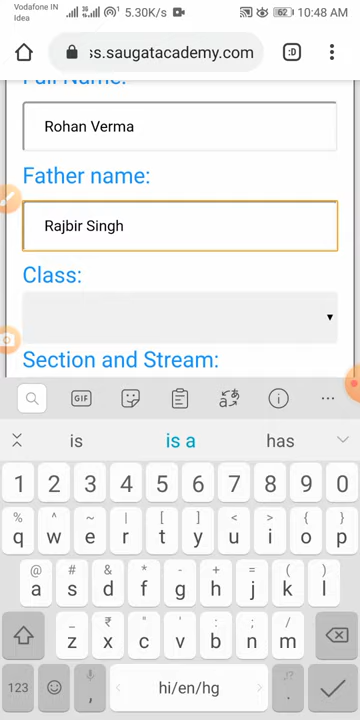 Vodafone IN 5.30K/s 62 10:48 AM
Idea
ss.saugatacademy.com :D
Full Name:
Rohan Verma
Father name:
Rajbir Singh
Class:
Section and Stream:
GIF
is is a has
1 2 3 4 5 6 7 8 9 0
% ^ ~ | [ ] < > { }
q w e r t y u i o p
@ # & * - + = ( )
a s d f g h j k l
_ ₹ " ' : ; /
z x c v b n m
123 , hi/en/hg .